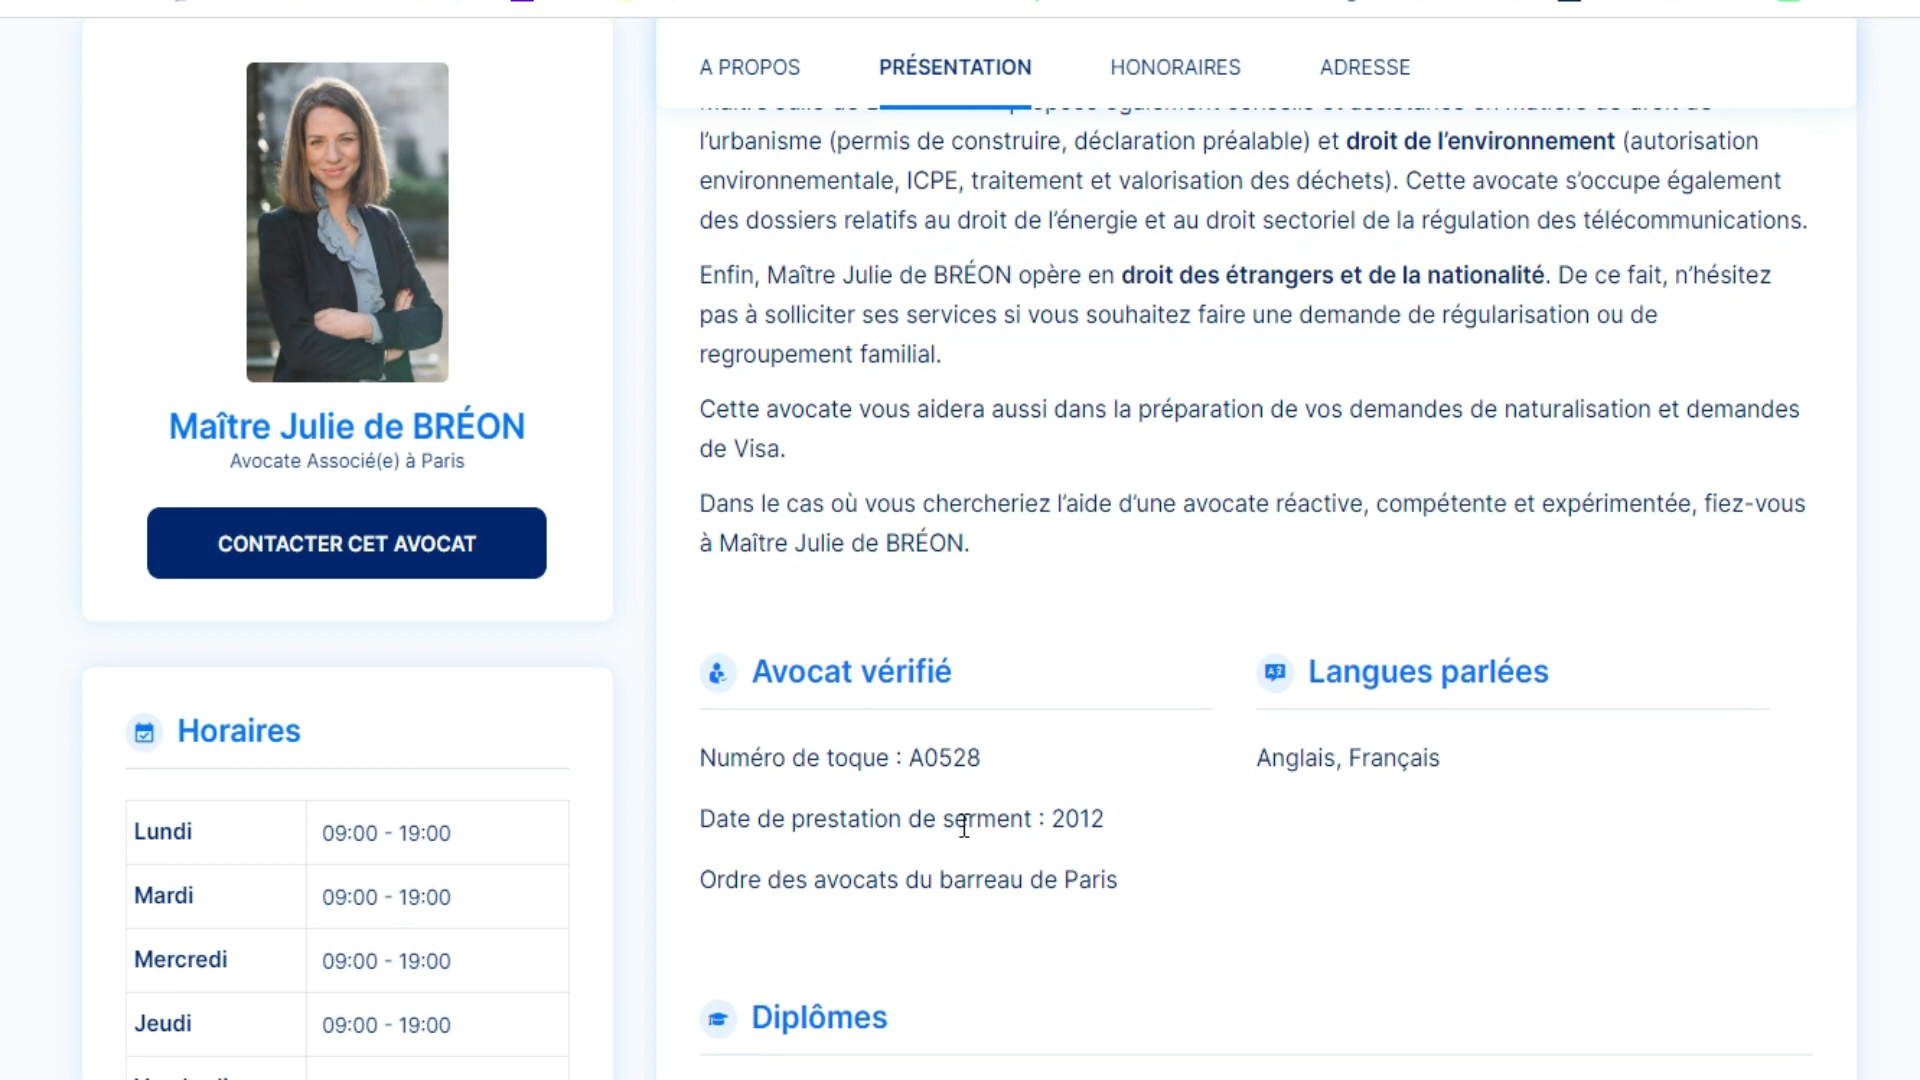 A PROPOS
PRÉSENTATION
HONORAIRES
ADRESSE
Maître Julie de BRÉON
Avocate Associé(e) à Paris
CONTACTER CET AVOCAT
Horaires
Lundi 09:00 - 19:00
Mardi 09:00 - 19:00
Mercredi 09:00 - 19:00
Jeudi 09:00 - 19:00
l’urbanisme (permis de construire, déclaration préalable) et droit de l’environnement (autorisation
environnementale, ICPE, traitement et valorisation des déchets). Cette avocate s’occupe également
des dossiers relatifs au droit de l’énergie et au droit sectoriel de la régulation des télécommunications.
Enfin, Maître Julie de BRÉON opère en droit des étrangers et de la nationalité. De ce fait, n’hésitez
pas à solliciter ses services si vous souhaitez faire une demande de régularisation ou de
regroupement familial.
Cette avocate vous aidera aussi dans la préparation de vos demandes de naturalisation et demandes
de Visa.
Dans le cas où vous chercheriez l’aide d’une avocate réactive, compétente et expérimentée, fiez-vous
à Maître Julie de BRÉON.
Avocat vérifié
Numéro de toque : A0528
Date de prestation de serment : 2012
Ordre des avocats du barreau de Paris
Langues parlées
Anglais, Français
Diplômes